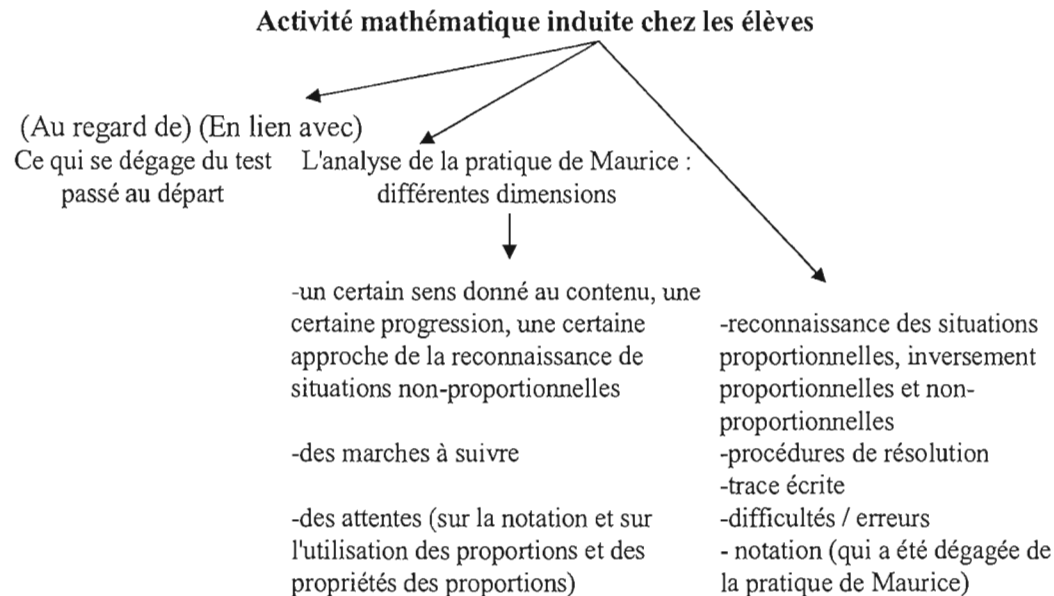 Activité mathématique induite chez les élèves
(Au regard de) (En lien avec)
Ce qui se dégage du test
passé au départ
L'analyse de la pratique de Maurice :
différentes dimensions
-un certain sens donné au contenu, une
certaine progression, une certaine
approche de la reconnaissance de
situations non-proportionnelles
-des marches à suivre
-des attentes (sur la notation et sur
l'utilisation des proportions et des
propriétés des proportions)
-reconnaissance des situations
proportionnelles, inversement
proportionnelles et non-
proportionnelles
-procédures de résolution
-trace écrite
-difficultés / erreurs
- notation (qui a été dégagée de
la pratique de Maurice)